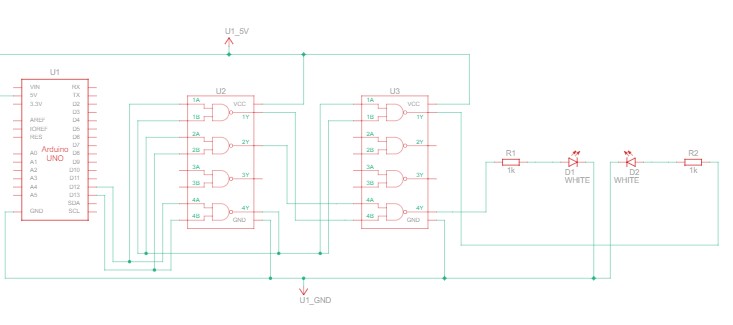 U1_5V
U1
VIN
5V
3.3V
AREF
IOREF
RES
A0
A1
A2
A3
A4
A5
GND
Arduino
UNO
RX
TX
D2
D3
D4
D5
D6
D7
D8
D9
D10
D11
D12
D13
SDA
SCL
U2
1A
1B
2A
2B
3A
3B
4A
4B
VCC
1Y
2Y
3Y
4Y
GND
U3
1A
1B
2A
2B
3A
3B
4A
4B
VCC
1Y
2Y
3Y
4Y
GND
R1
1k
D1
WHITE
D2
WHITE
R2
1k
U1_GND